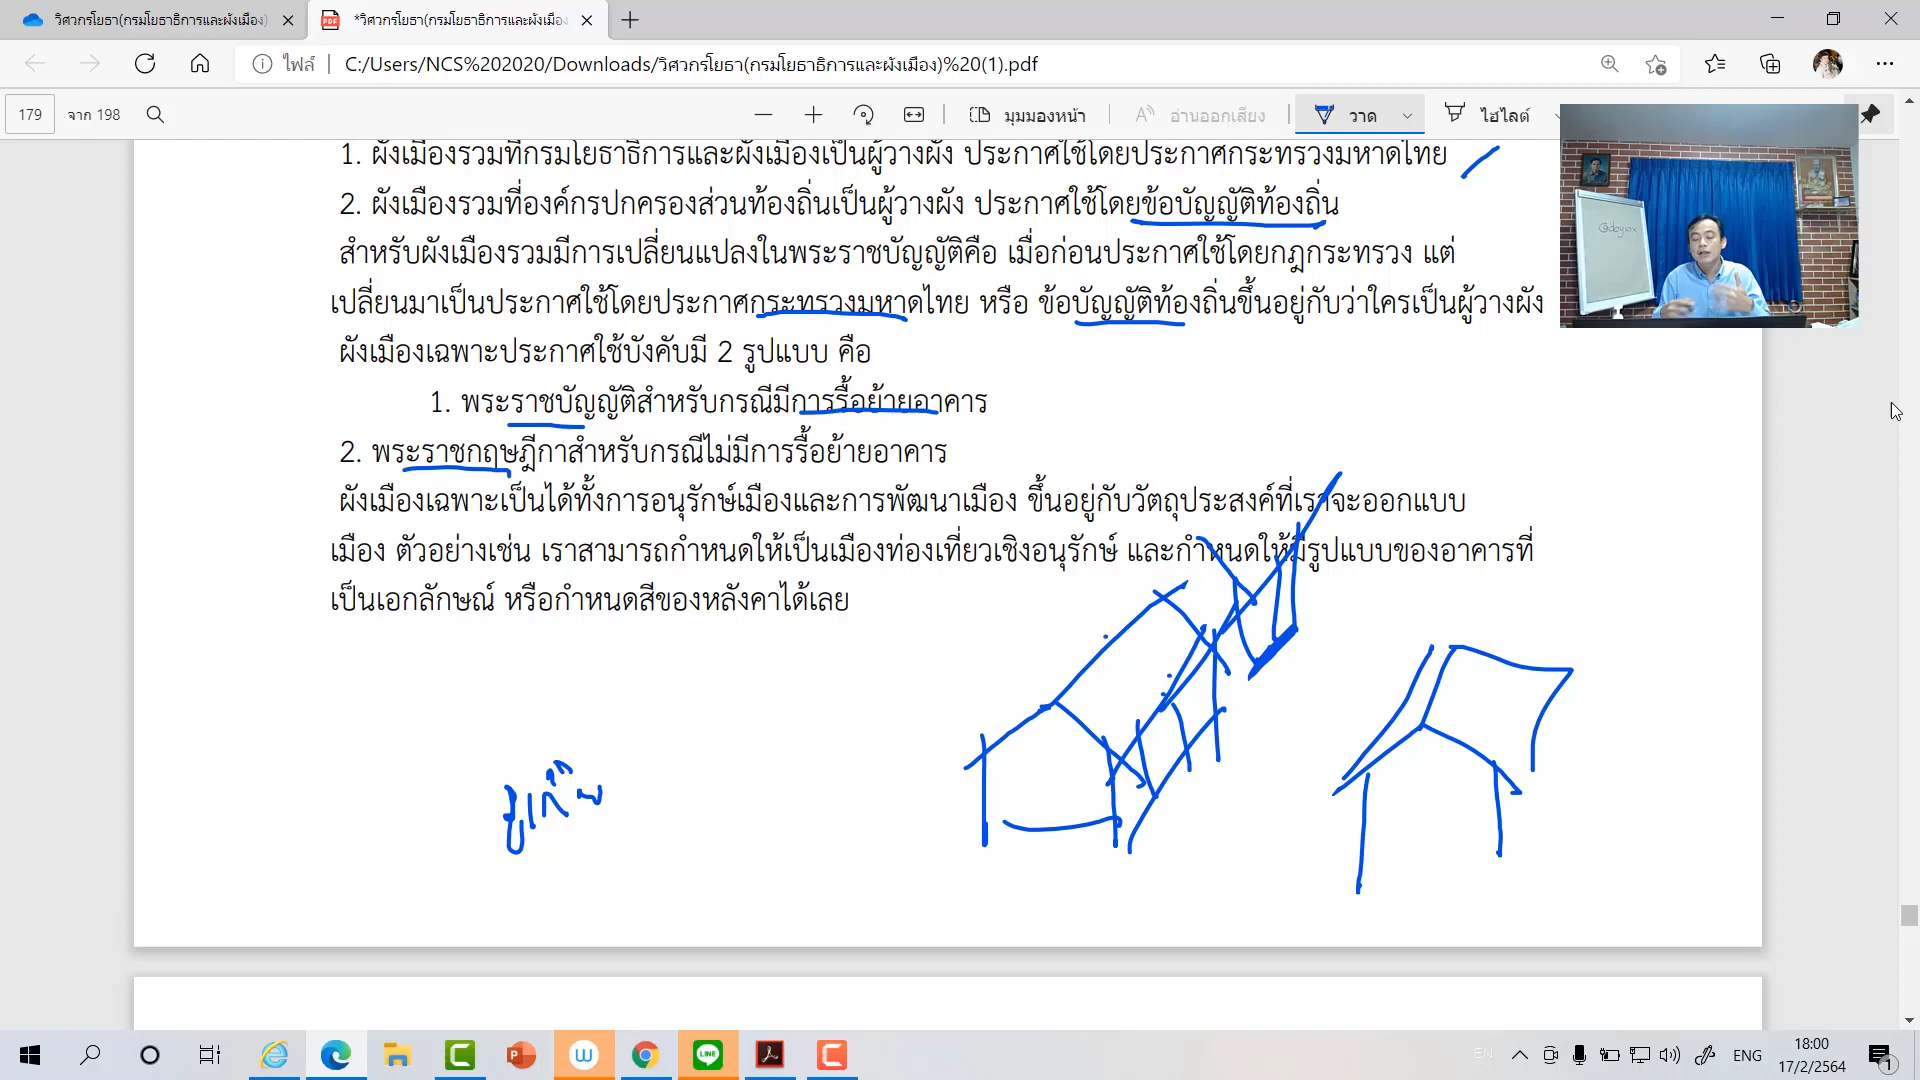 วิศวกรโยธา(กรมโยธาธิการและผังเมือง)
*วิศวกรโยธา(กรมโยธาธิการและผังเมือง
ไฟล์ C:/Users/NCS%202020/Downloads/วิศวกรโยธา(กรมโยธาธิการและผังเมือง)%20(1).pdf
179 จาก 198 มุมมองหน้า อ่านออกเสียง วาด ไฮไลต์
1. ผังเมืองรวมที่กรมโยธาธิการและผังเมืองเป็นผู้วางผัง ประกาศใช้โดยประกาศกระทรวงมหาดไทย
2. ผังเมืองรวมที่องค์กรปกครองส่วนท้องถิ่นเป็นผู้วางผัง ประกาศใช้โดยข้อบัญญัติท้องถิ่น
สำหรับผังเมืองรวมมีการเปลี่ยนแปลงในพระราชบัญญัติคือ เมื่อก่อนประกาศใช้โดยกฎกระทรวง แต่
เปลี่ยนมาเป็นประกาศใช้โดยประกาศกระทรวงมหาดไทย หรือ ข้อบัญญัติท้องถิ่นขึ้นอยู่กับว่าใครเป็นผู้วางผัง
ผังเมืองเฉพาะประกาศใช้บังคับมี 2 รูปแบบ คือ
1. พระราชบัญญัติสำหรับกรณีมีการรื้อย้ายอาคาร
2. พระราชกฤษฎีกาสำหรับกรณีไม่มีการรื้อย้ายอาคาร
ผังเมืองเฉพาะเป็นได้ทั้งการอนุรักษ์เมืองและการพัฒนาเมือง ขึ้นอยู่กับวัตถุประสงค์ที่เราจะออกแบบ
เมือง ตัวอย่างเช่น เราสามารถกำหนดให้เป็นเมืองท่องเที่ยวเชิงอนุรักษ์ และกำหนดให้มีรูปแบบของอาคารที่
เป็นเอกลักษณ์ หรือกำหนดสีของหลังคาได้เลย
EN ENG
18:00
17/2/2564
1
LINE